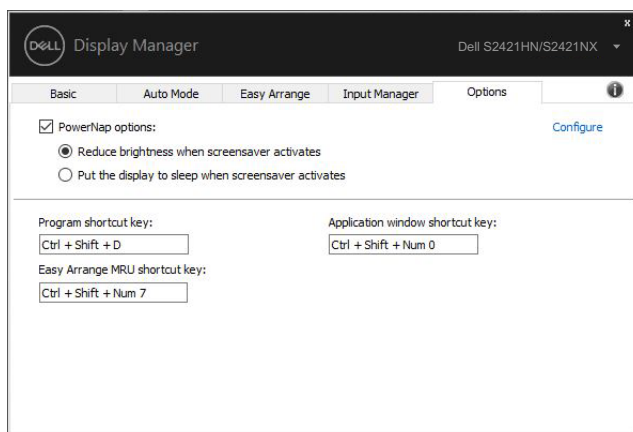 x
DELL Display Manager Dell S2421HN/S2421NX
Basic Auto Mode Easy Arrange Input Manager Options
PowerNap options: Configure
Reduce brightness when screensaver activates
Put the display to sleep when screensaver activates
Program shortcut key: Application window shortcut key:
Ctrl + Shift + D Ctrl + Shift + Num 0
Easy Arrange MRU shortcut key:
Ctrl + Shift + Num 7